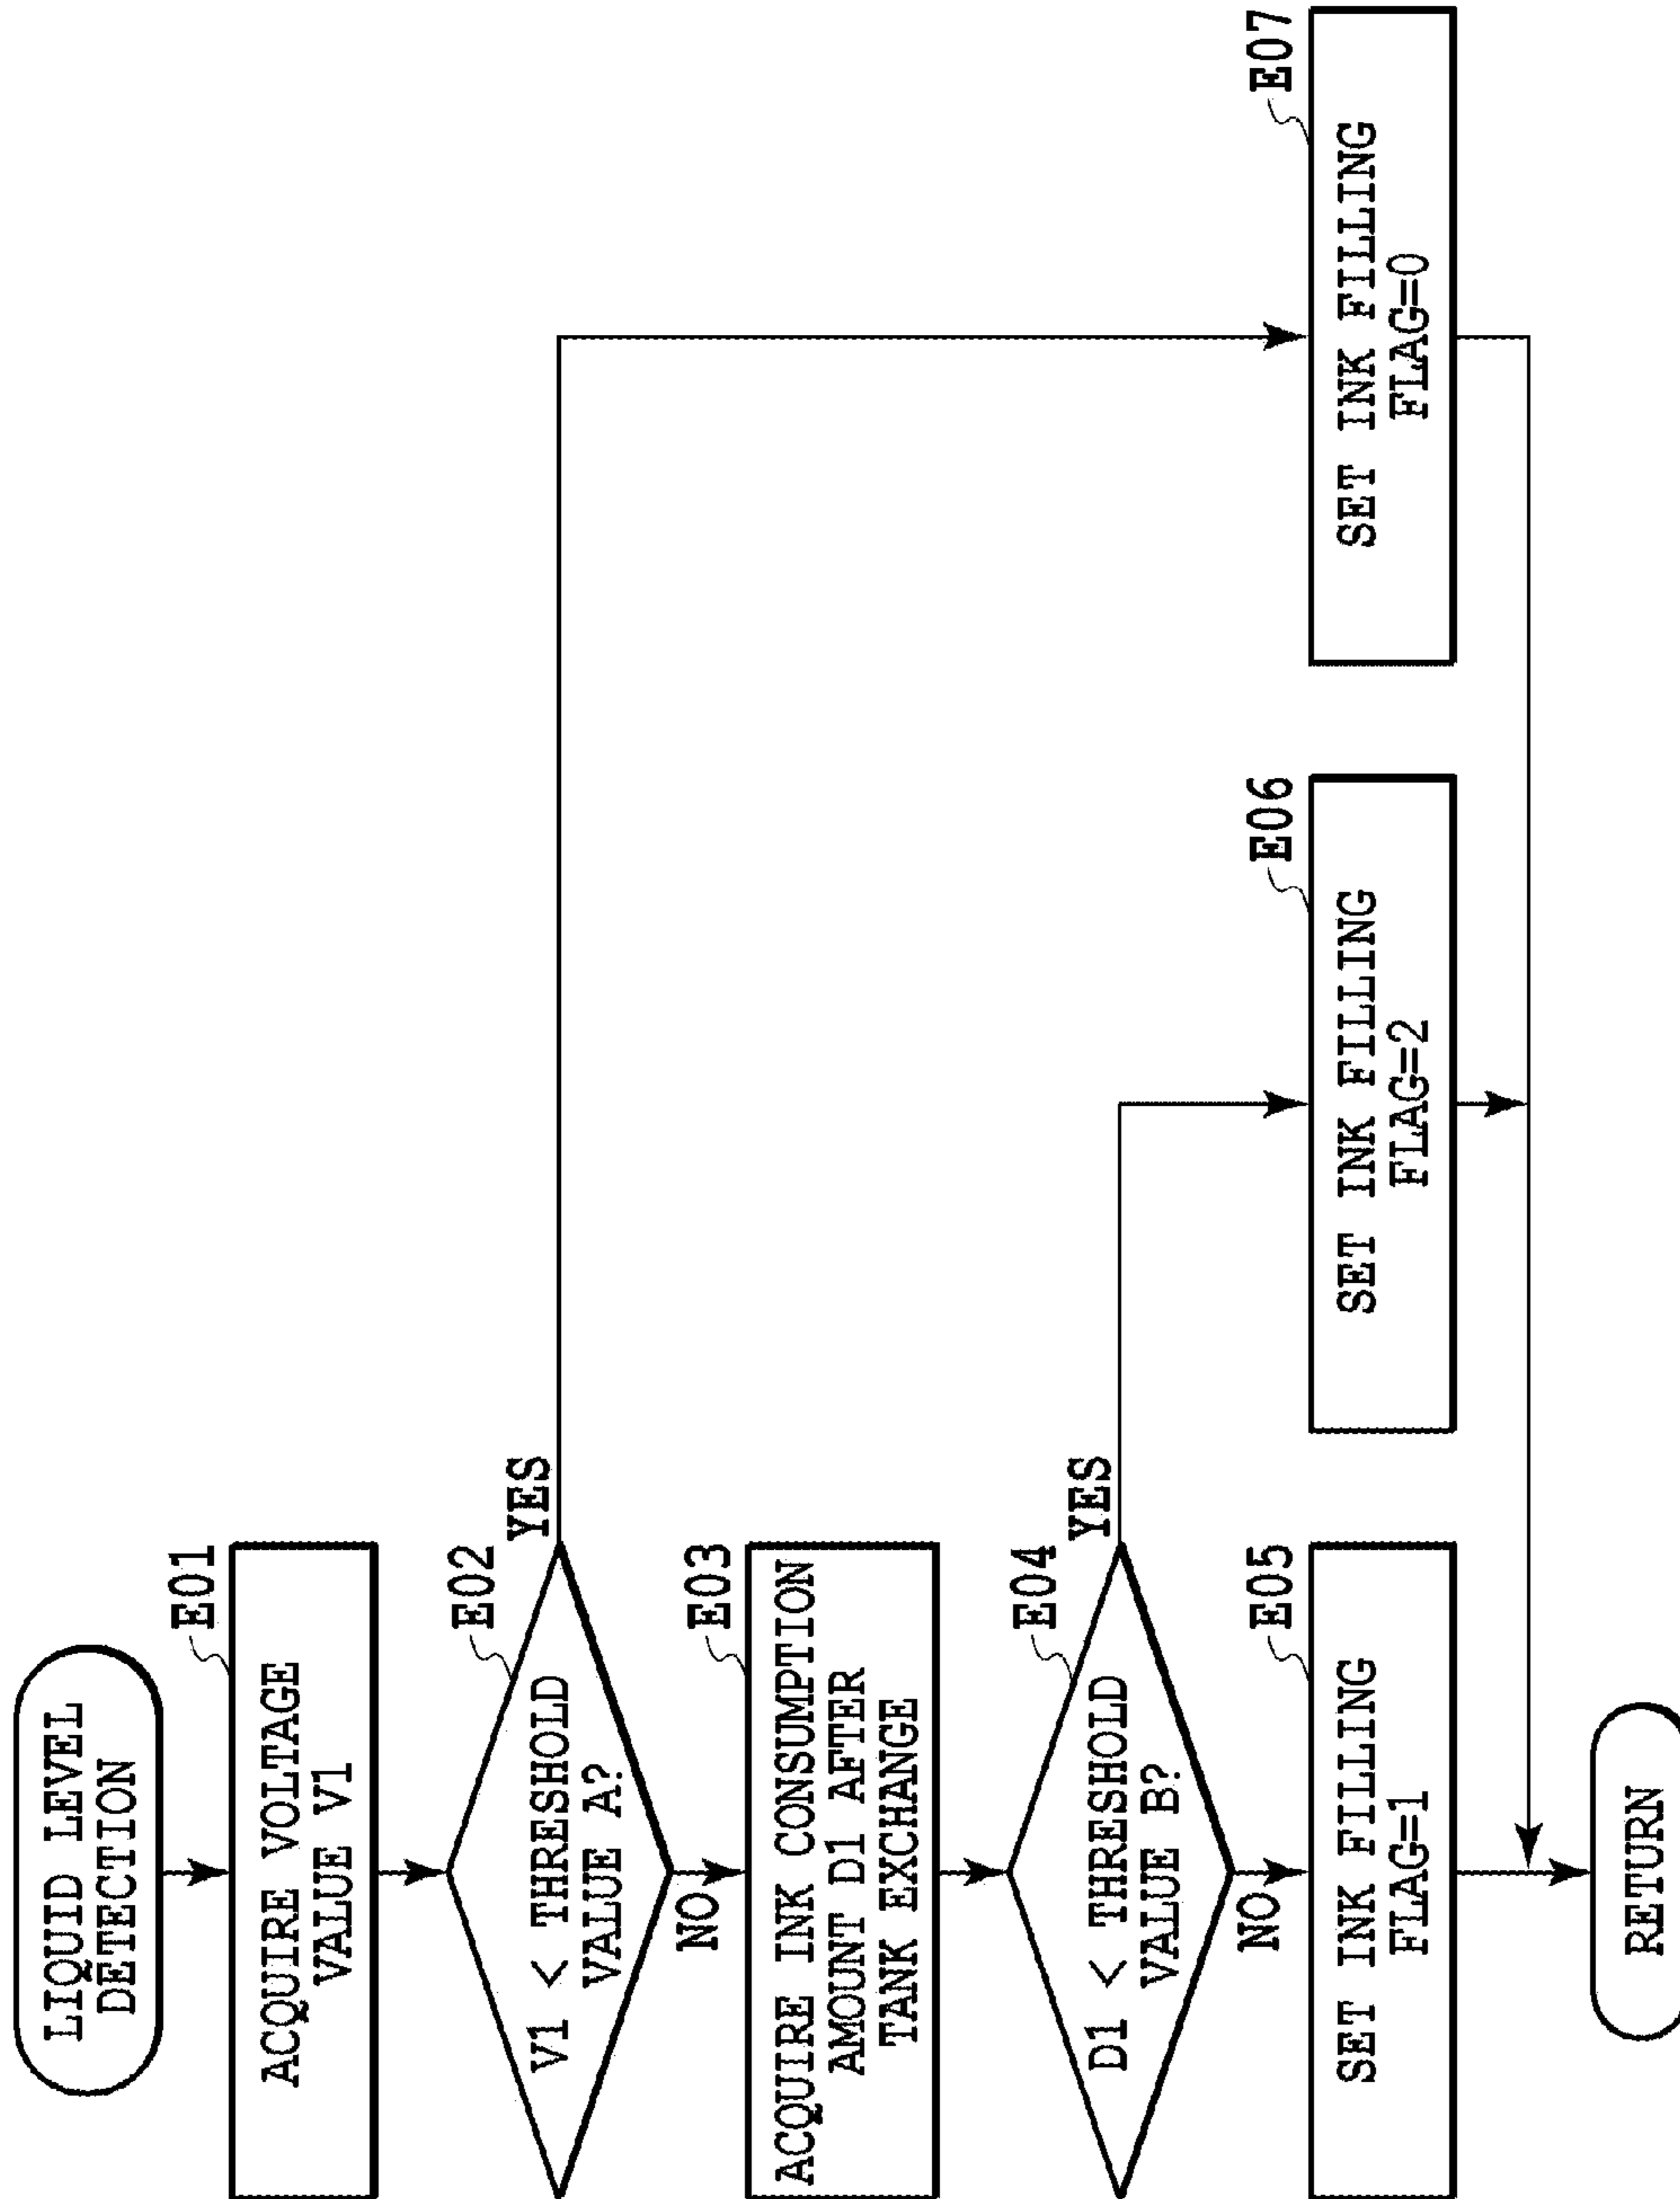 LIQUID LEVEL
DETECTION
E01
ACQUIRE VOLTAGE
VALUE V1
E02
V1 < THRESHOLD
VALUE A?
YES
NO
E03
ACQUIRE INK CONSUMPTION
AMOUNT D1 AFTER
TANK EXCHANGE
E04
D1 < THRESHOLD
VALUE B?
YES
NO
E05
SET INK FILLING
FLAG=1
E06
SET INK FILLING
FLAG=2
E07
SET INK FILLING
FLAG=0
RETURN